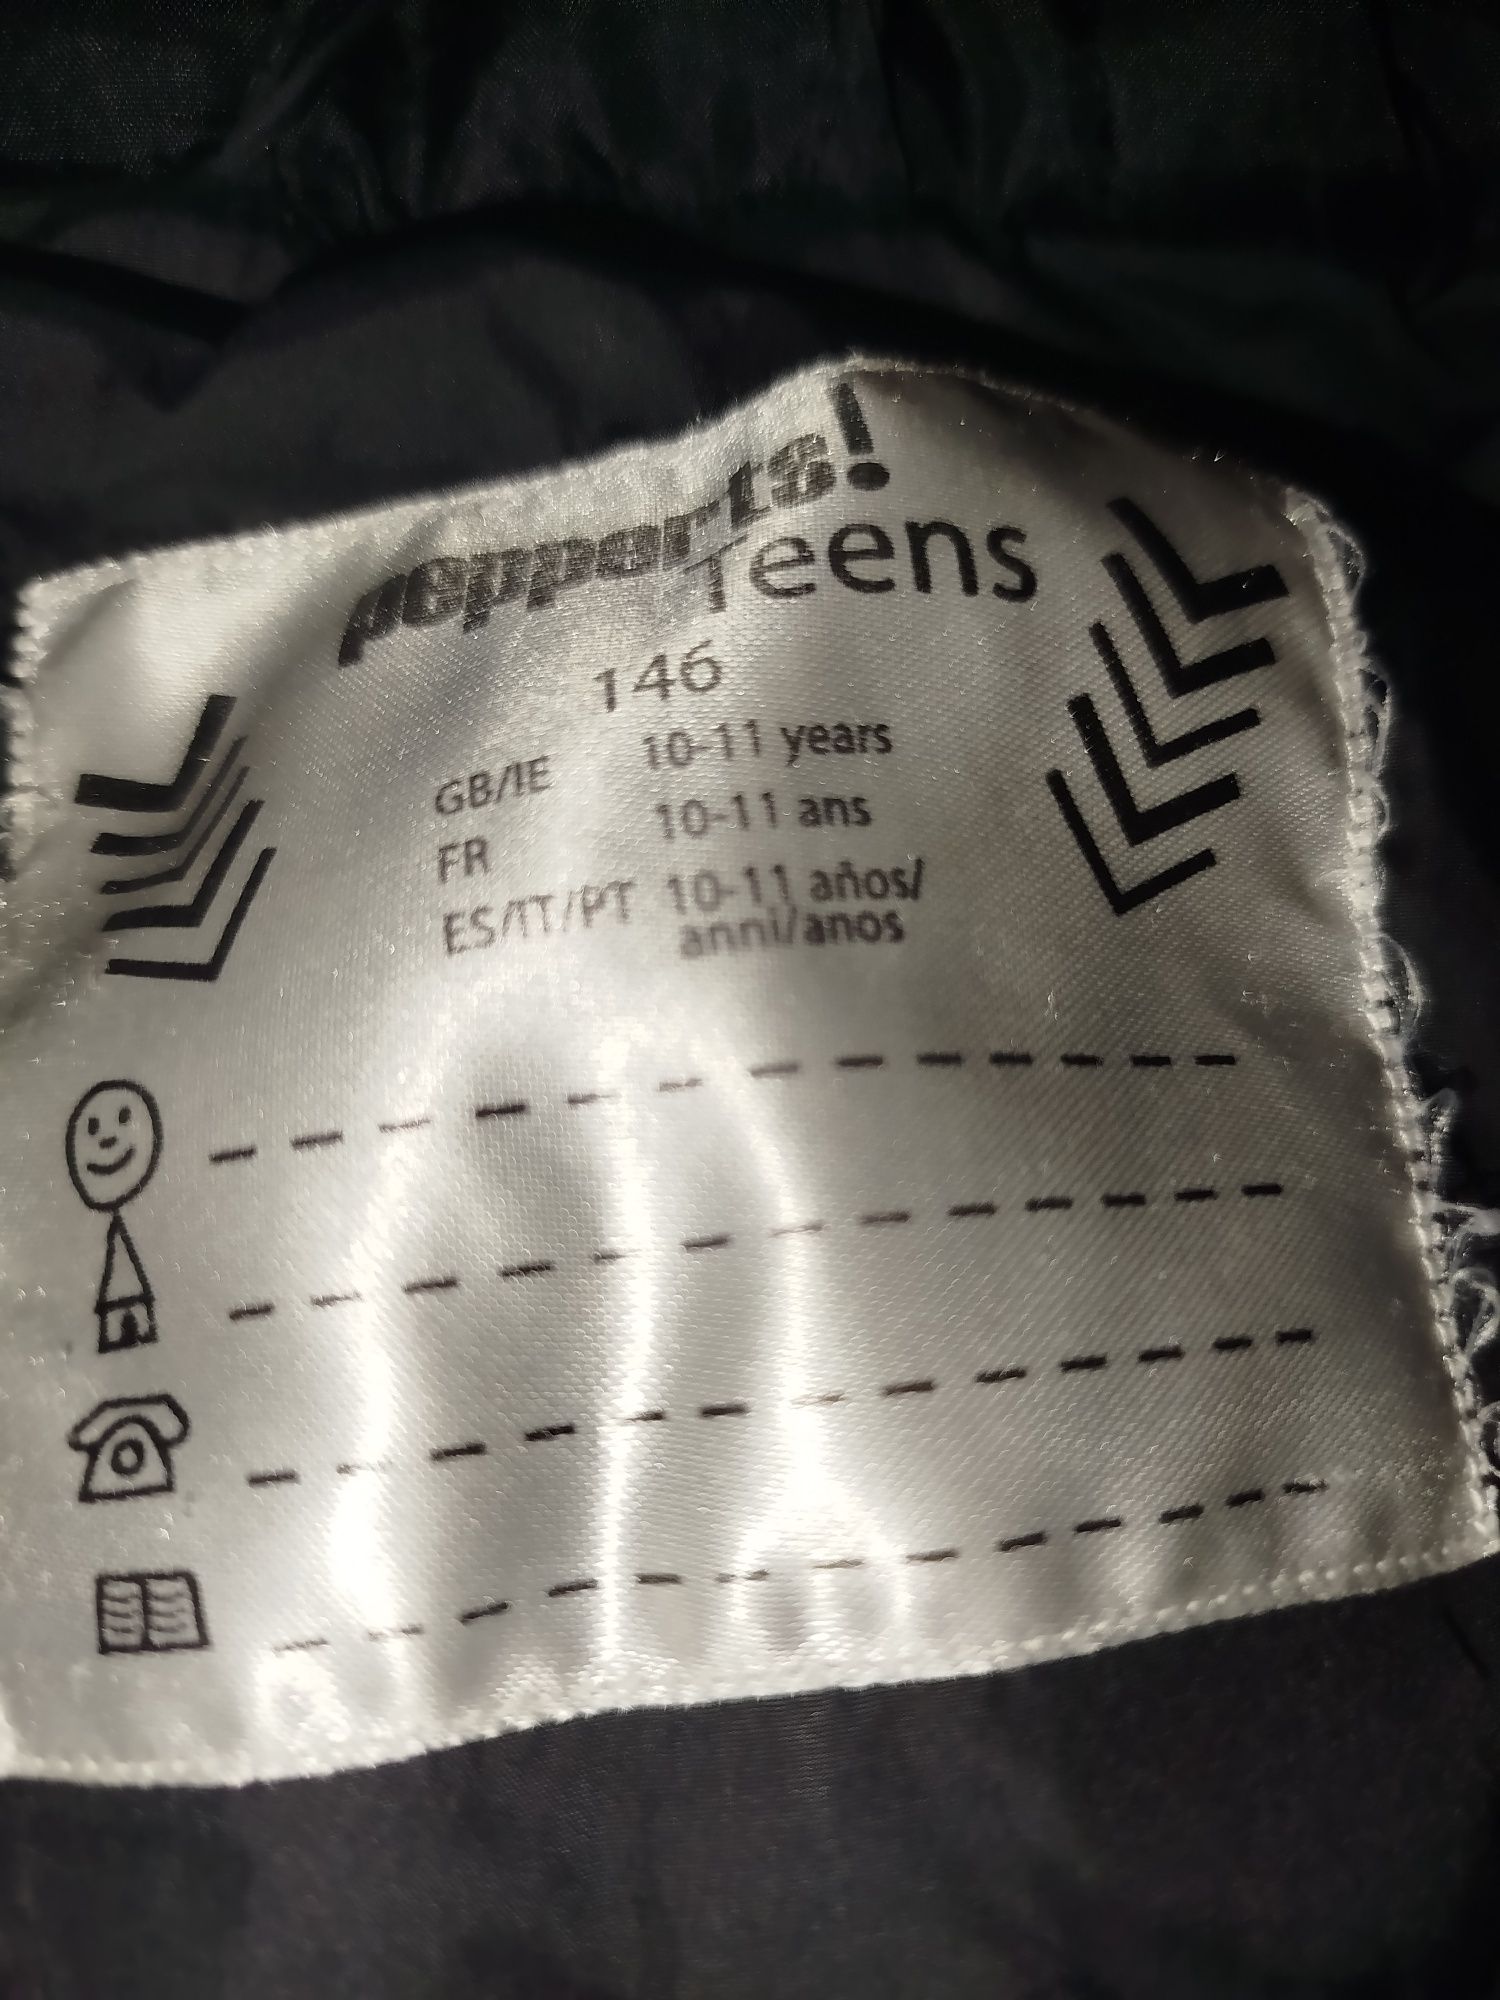 pepperts!
Teens
146
GB/IE 10-11 years
FR 10-11 ans
ES/IT/PT 10-11 años/
anni/anos